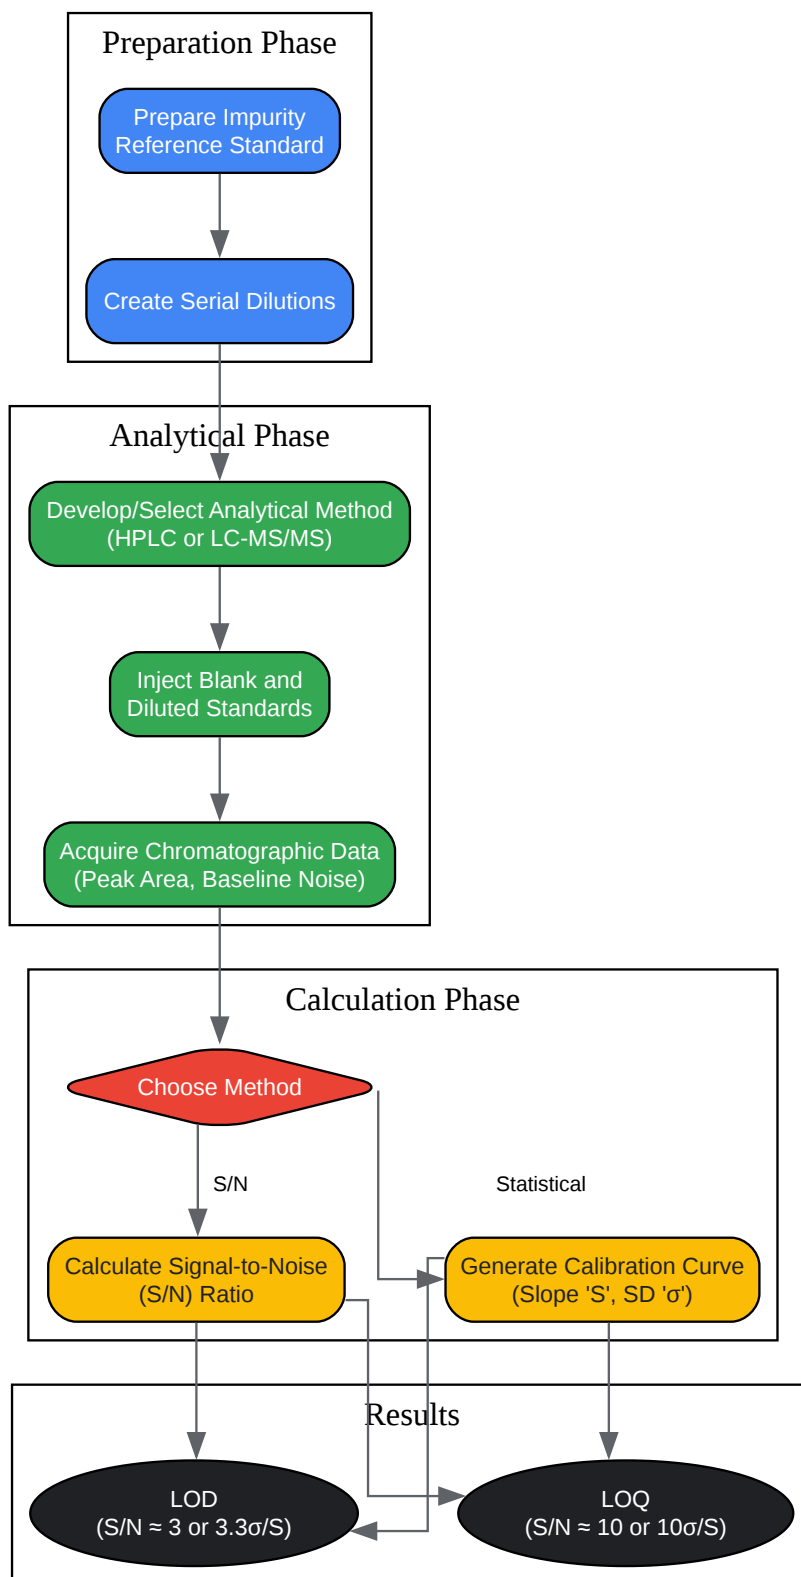 Preparation Phase
Prepare Impurity
Reference Standard
Create Serial Dilutions
Analytical Phase
Develop/Select Analytical Method
(HPLC or LC-MS/MS)
Inject Blank and
Diluted Standards
Acquire Chromatographic Data
(Peak Area, Baseline Noise)
Calculation Phase
Choose Method
S/N
Statistical
Calculate Signal-to-Noise
(S/N) Ratio
Generate Calibration Curve
(Slope 'S', SD 'σ')
Results
LOD
(S/N ≈ 3 or 3.3σ/S)
LOQ
(S/N ≈ 10 or 10σ/S)